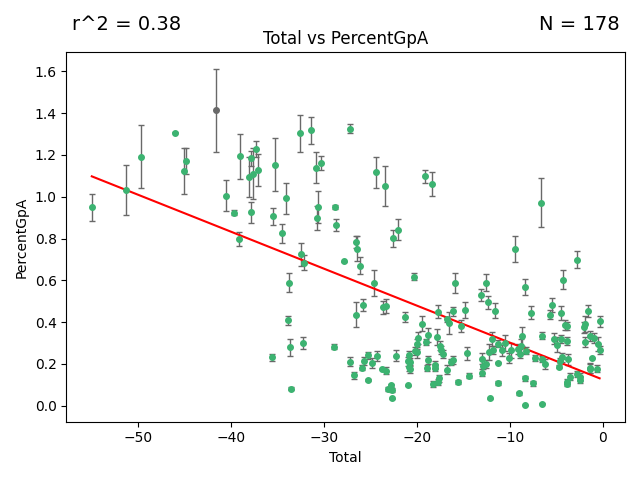 r^2 = 0.38 N = 178
Total vs PercentGpA
1.6
1.4
1.2
1.0
0.8
0.6
0.4
0.2
0.0
PercentGpA
−50 −40 −30 −20 −10 0
Total